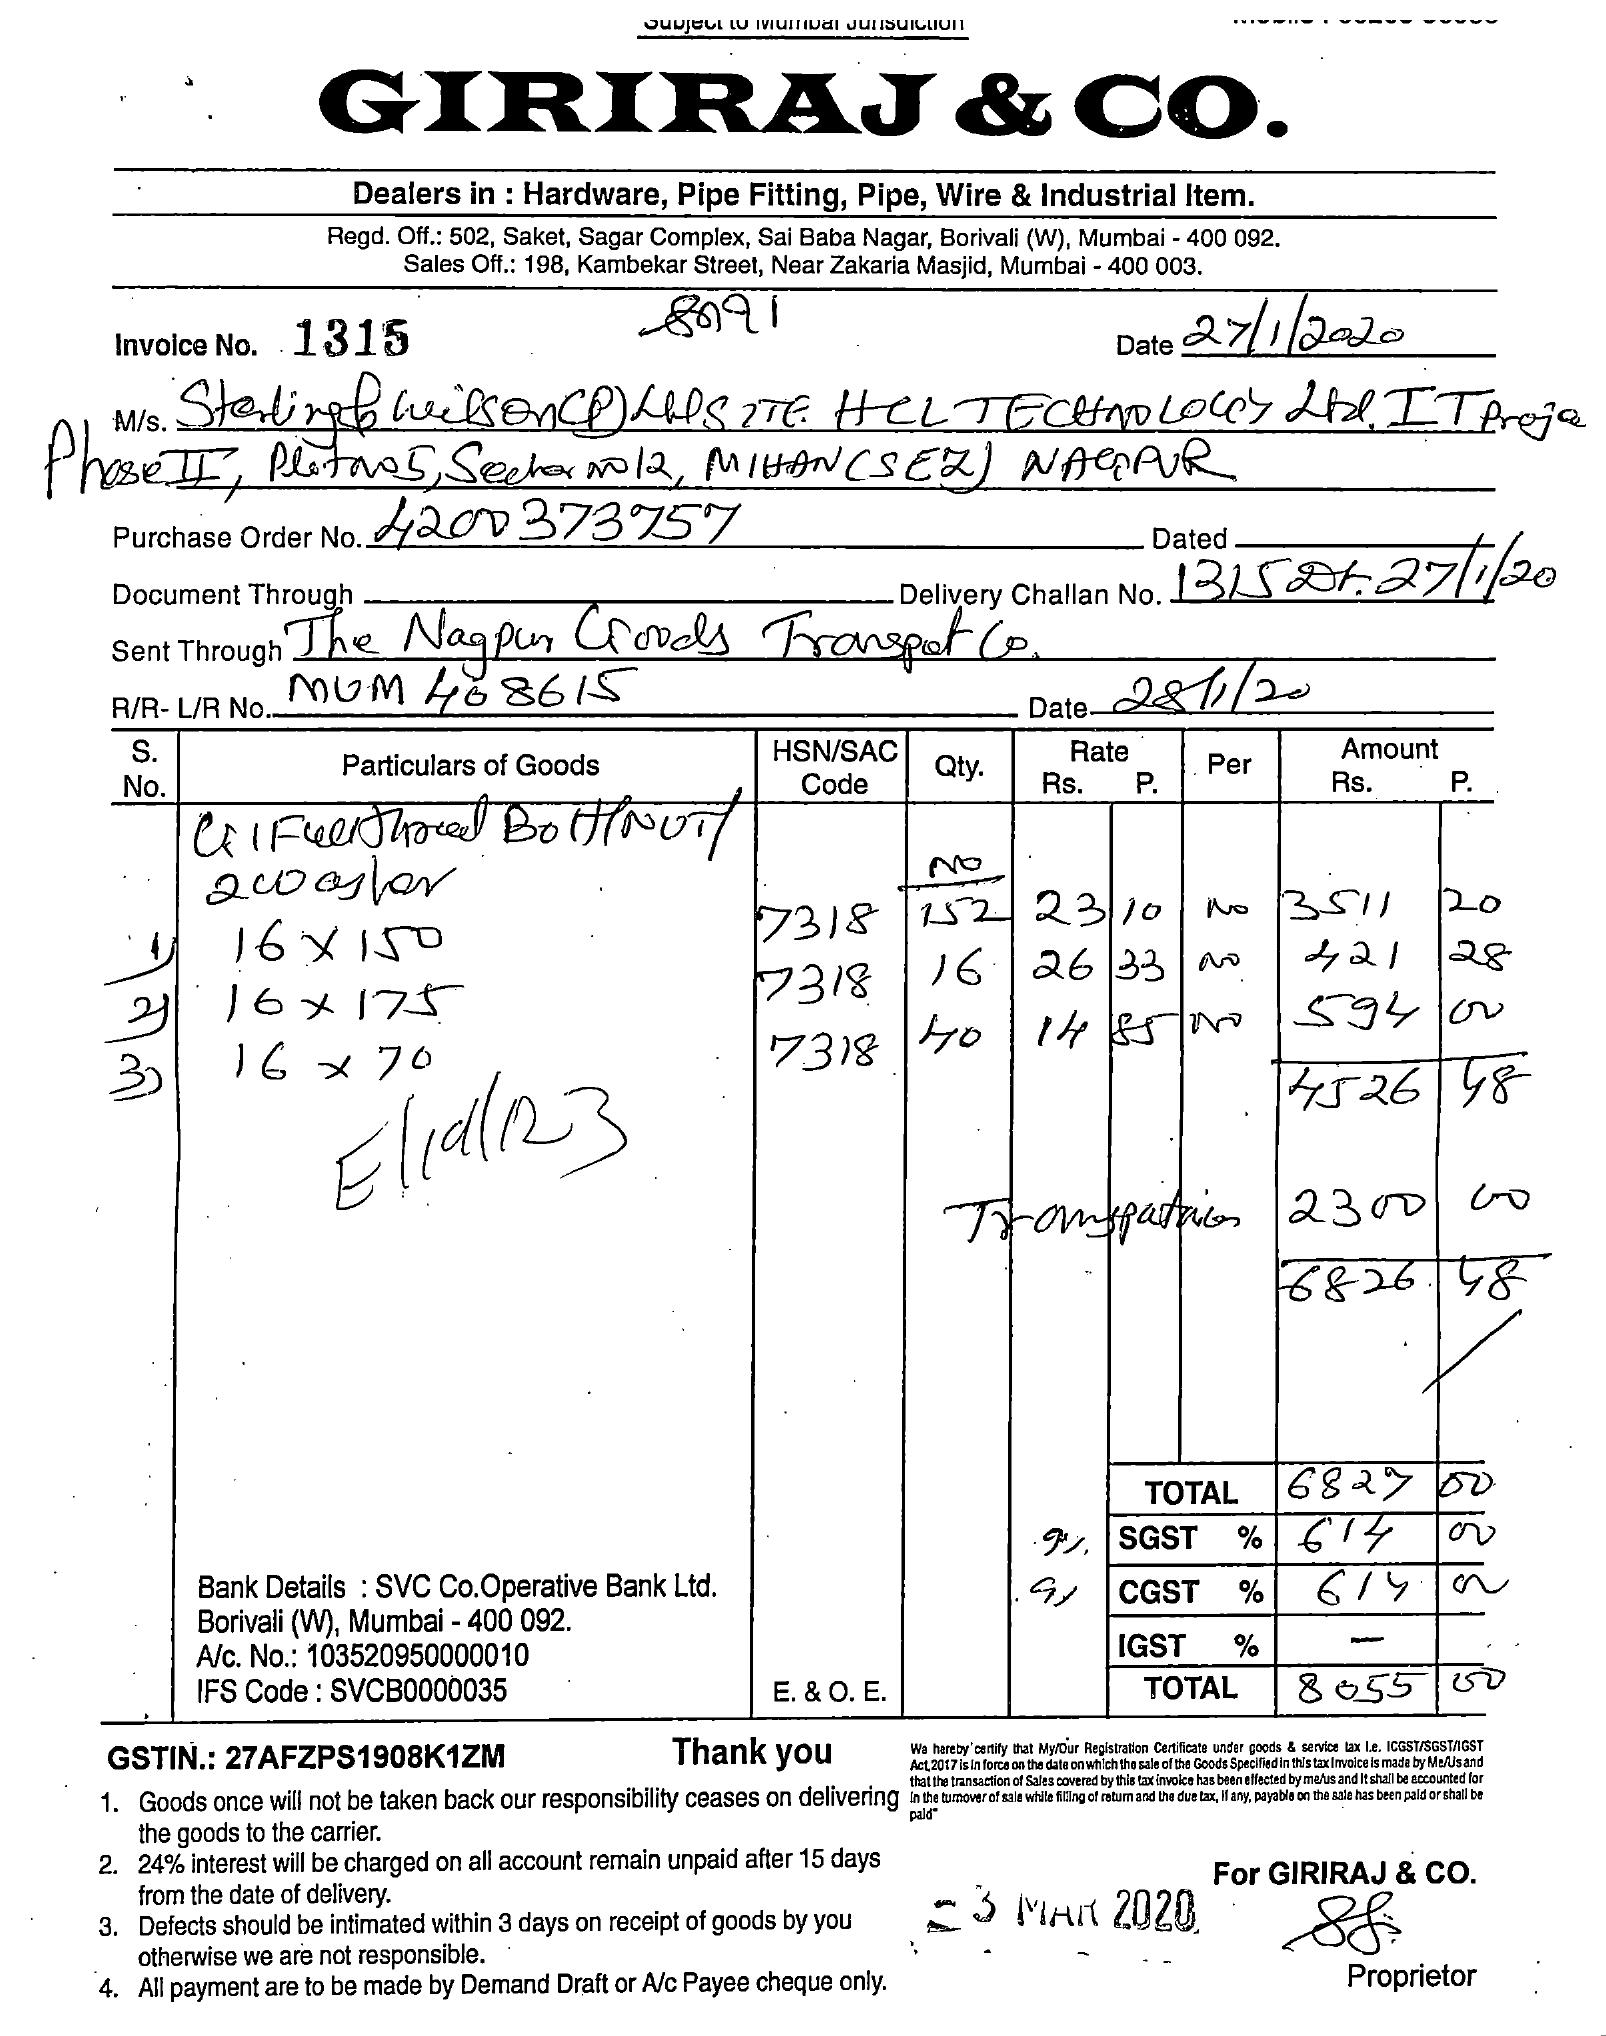 Subject to Mumbai Jurisdiction
GIRIRAJ & CO.
Dealers in : Hardware, Pipe Fitting, Pipe, Wire & Industrial Item.
Regd. Off.: 502, Saket, Sagar Complex, Sai Baba Nagar, Borivali (W), Mumbai - 400 092.
Sales Off.: 198, Kambekar Street, Near Zakaria Masjid, Mumbai - 400 003.
8091
Invoice No. 1315 Date 27/1/2020
M/s. Sterling & Wilson (P) Ltd SITE HCL TECHNOLOGY Ltd. IT Projec
Phase II, Plot no 5, Sector no 12, MIHAN (SEZ) NAGPUR
Purchase Order No. 4200373757 Dated
Document Through Delivery Challan No. 1315 Dt. 27/1/20
Sent Through The Nagpur Goods Transpot Co.
R/R- L/R No. MUM 408615 Date 28/1/20
S. No. Particulars of Goods HSN/SAC Code Qty. Rate Rs. P. Per Amount Rs. P.
GI Full Thread Bolt/NUT/
2 washer NO
1) 16 x 150 7318 152 23 10 No 3511 20
2) 16 x 175 7318 16 26 33 No 421 28
3) 16 x 70 7318 40 14 85 No 594 00
4526 48
Transpotation 2300 00
6826 48
TOTAL 6827 00
9%. SGST % 614 00
Bank Details : SVC Co.Operative Bank Ltd. 9% CGST % 614 00
Borivali (W), Mumbai - 400 092.
A/c. No.: 103520950000010 IGST % —
IFS Code : SVCB0000035 E. & O. E. TOTAL 8055 00
GSTIN.: 27AFZPS1908K1ZM Thank you
We hereby certify that My/Our Registration Certificate under goods & service tax I.e. ICGST/SGST/IGST
Act,2017 is in force on the date on which the sale of the Goods Specified in this tax Invoice is made by Me/Us and
that the transaction of Sales covered by this tax invoice has been effected by me/us and It shall be accounted for
in the turnover of sale while filling of return and the due tax, If any, payable on the sale has been paid or shall be
paid"
1. Goods once will not be taken back our responsibility ceases on delivering
the goods to the carrier.
2. 24% interest will be charged on all account remain unpaid after 15 days
from the date of delivery.
3. Defects should be intimated within 3 days on receipt of goods by you
otherwise we are not responsible.
4. All payment are to be made by Demand Draft or A/c Payee cheque only.
For GIRIRAJ & CO.
- 3 MAR 2020
Proprietor